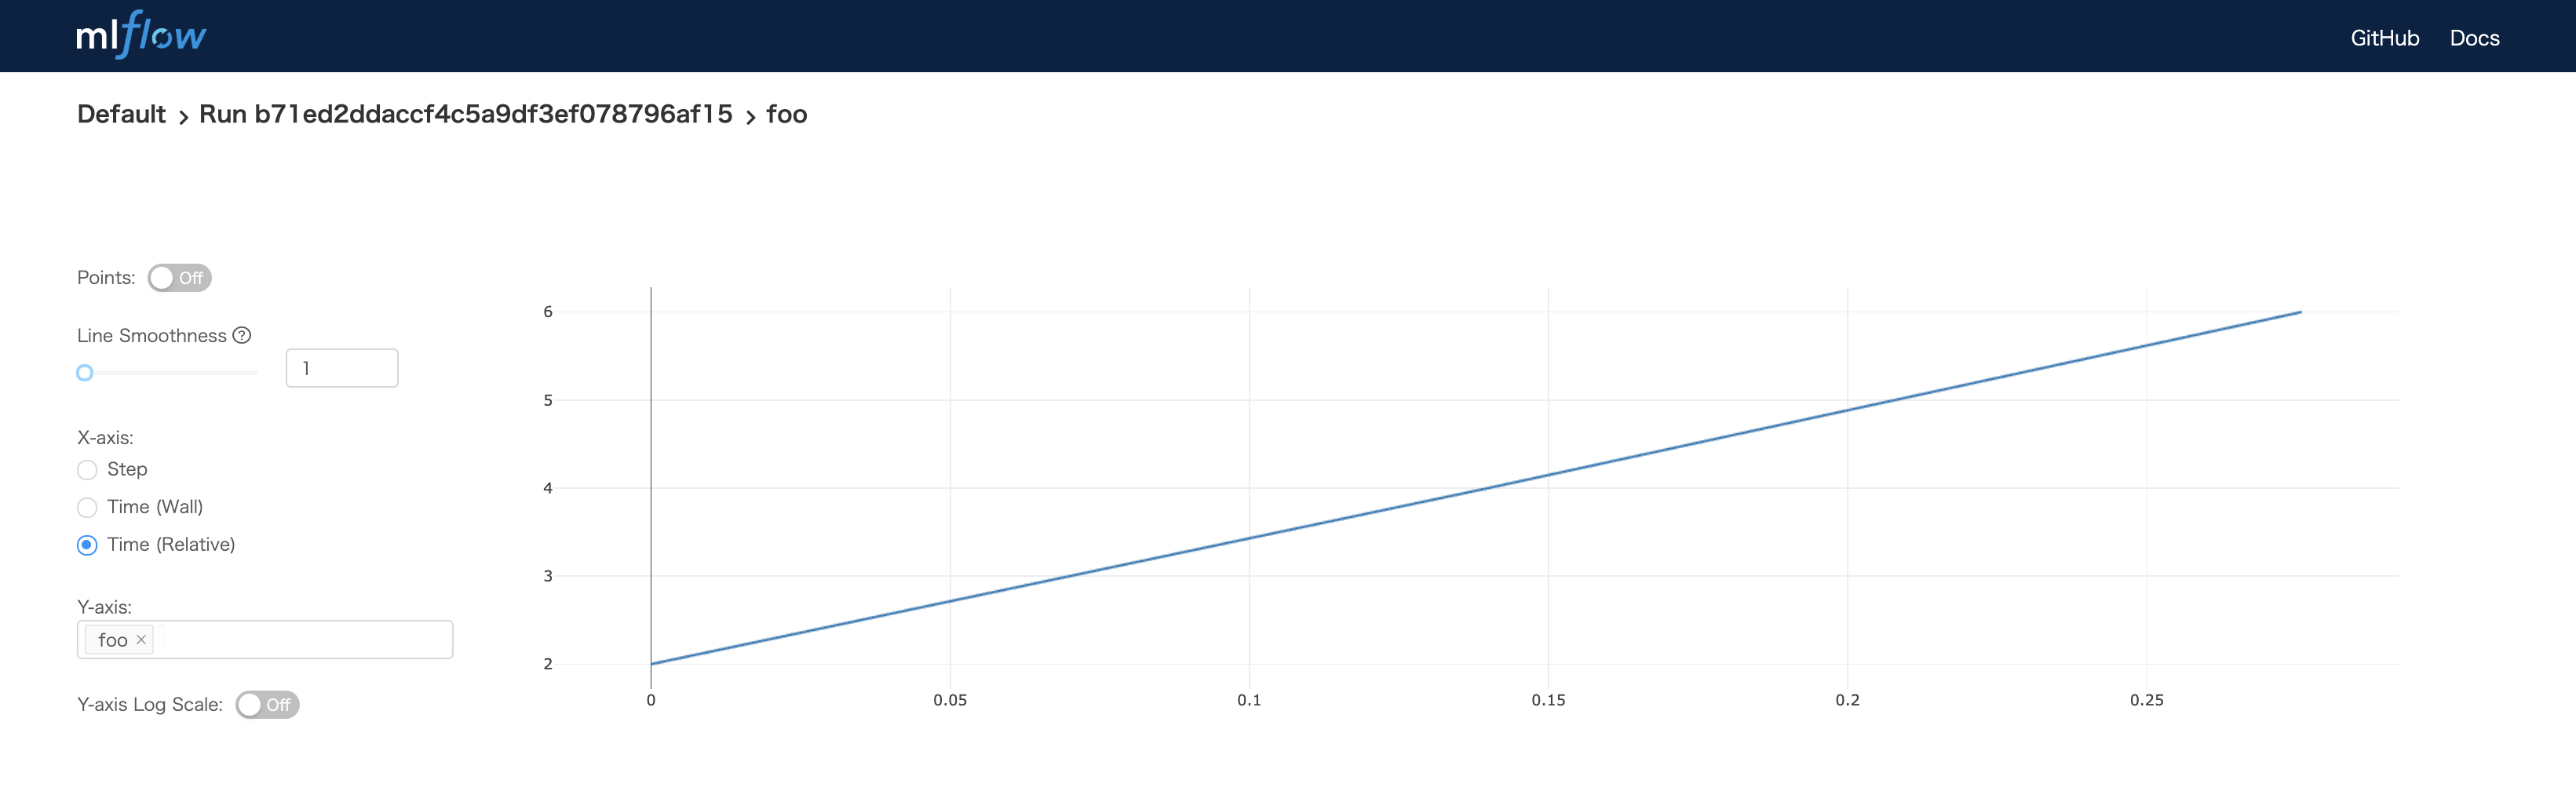 mlflow GitHub Docs
Default > Run b71ed2ddaccf4c5a9df3ef078796af15 > foo
Points: Off
Line Smoothness ?
1
X-axis:
Step
Time (Wall)
Time (Relative)
Y-axis:
foo ×
Y-axis Log Scale: Off
6
5
4
3
2
0 0.05 0.1 0.15 0.2 0.25